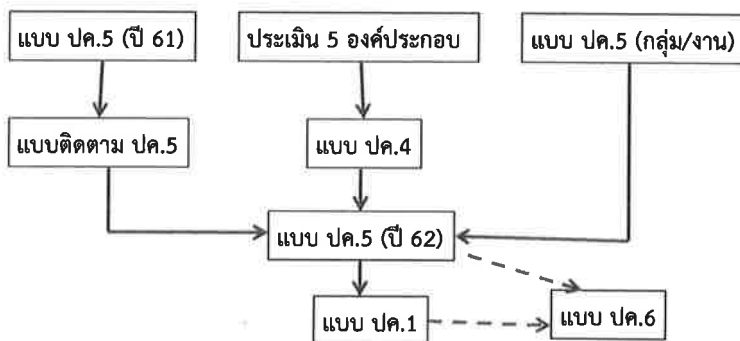 แบบ ปค.5 (ปี 61)
ประเมิน 5 องค์ประกอบ
แบบ ปค.5 (กลุ่ม/งาน)
แบบติดตาม ปค.5
แบบ ปค.4
แบบ ปค.5 (ปี 62)
แบบ ปค.1
แบบ ปค.6